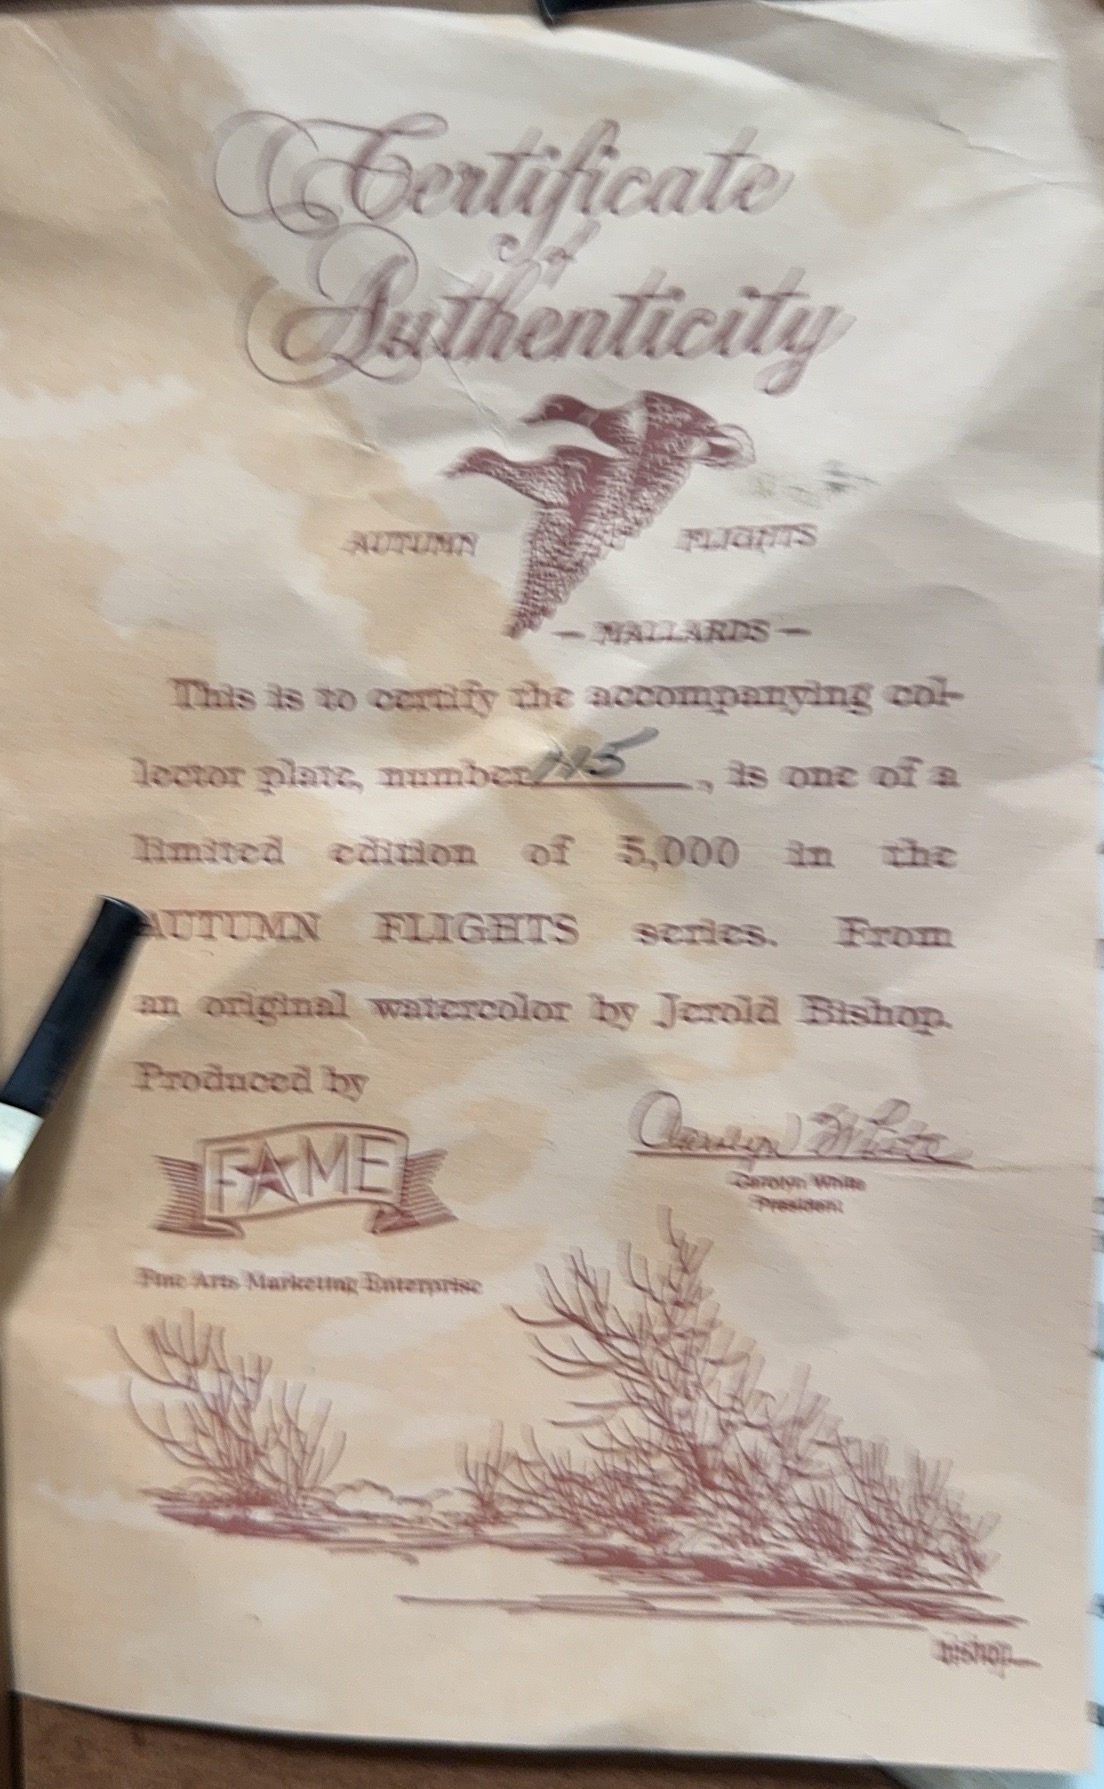 Certificate
of
Authenticity
AUTUMN FLIGHTS
— MALLARDS —
This is to certify the accompanying col-
lector plate, number , is one of a
limited edition of 5,000 in the
AUTUMN FLIGHTS series. From
an original watercolor by Jerold Bishop.
Produced by
FAME
Carolyn White
Carolyn White
President
Fine Arts Marketing Enterprise
bishop